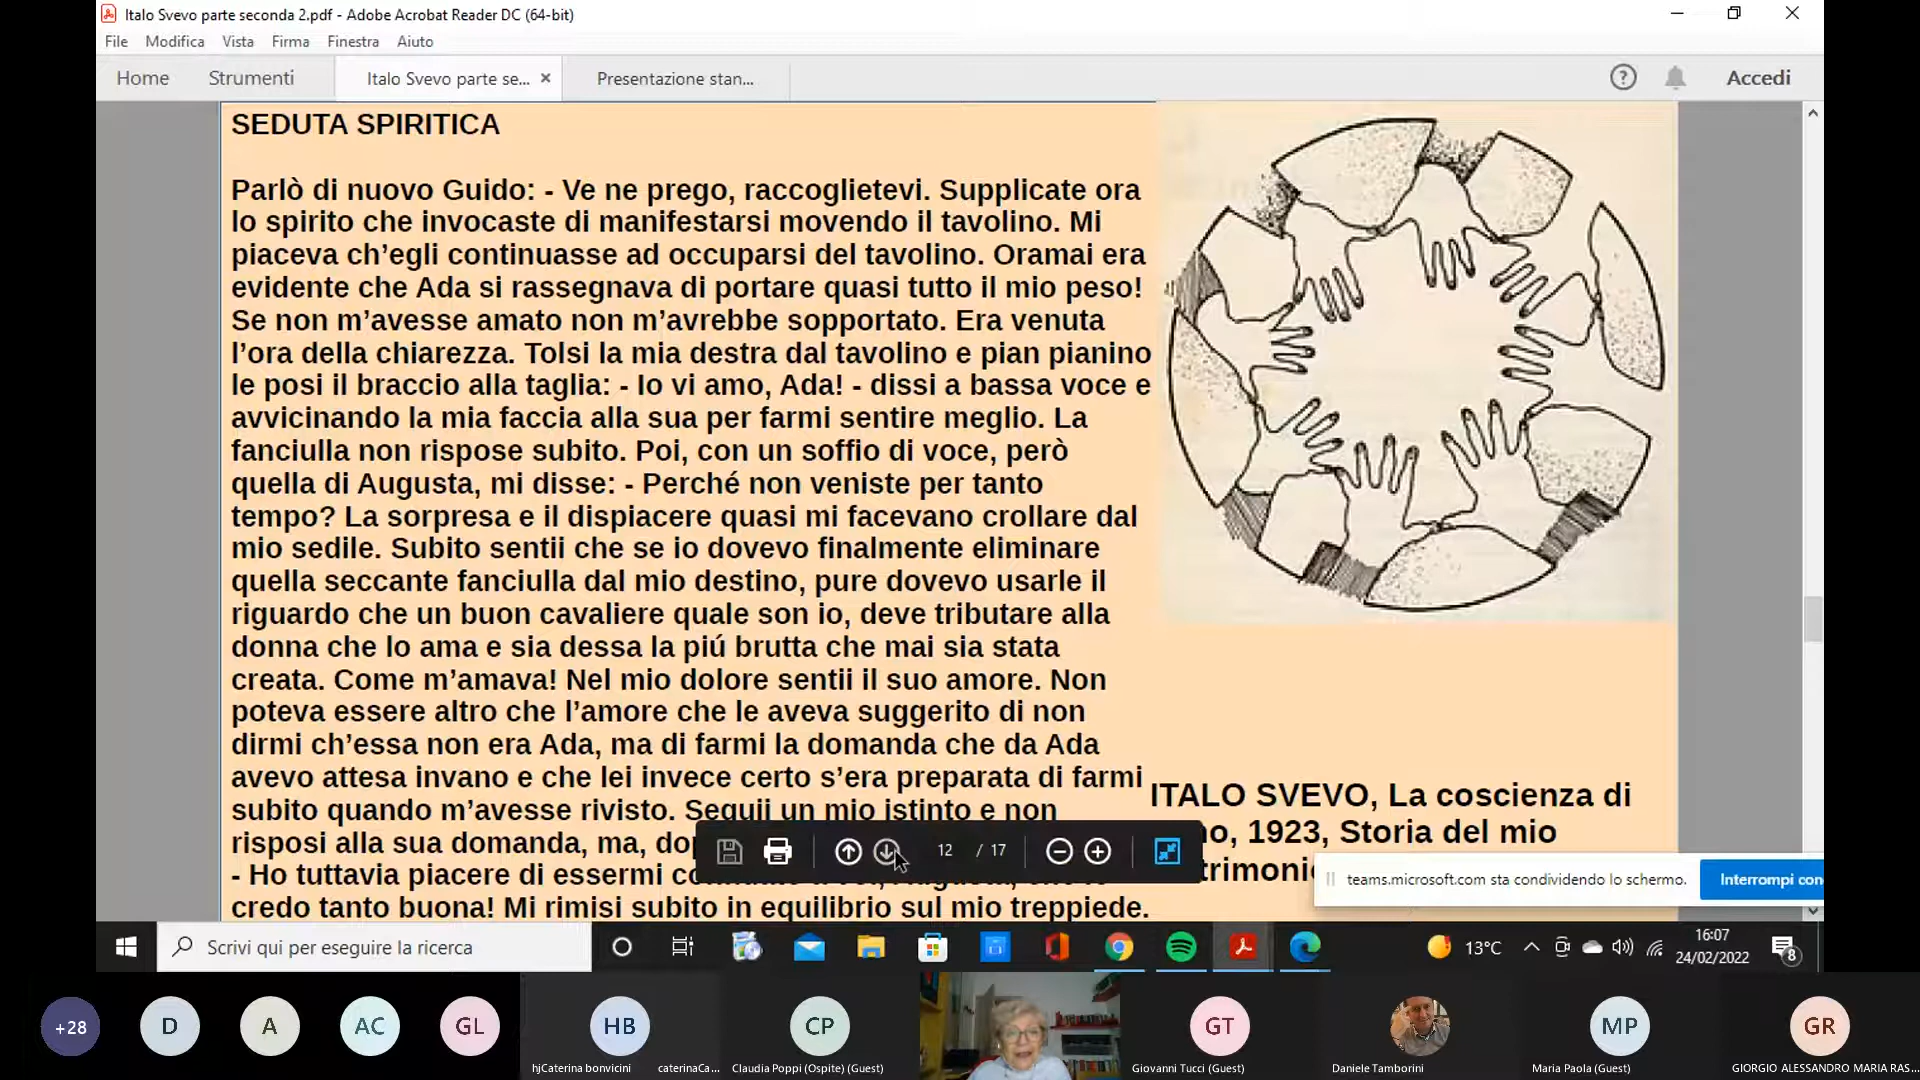 Italo Svevo parte seconda 2.pdf - Adobe Acrobat Reader DC (64-bit)
File Modifica Vista Firma Finestra Aiuto
Home Strumenti Italo Svevo parte se... Presentazione stan... Accedi
SEDUTA SPIRITICA
Parlò di nuovo Guido: - Ve ne prego, raccoglietevi. Supplicate ora
lo spirito che invocaste di manifestarsi movendo il tavolino. Mi
piaceva ch’egli continuasse ad occuparsi del tavolino. Oramai era
evidente che Ada si rassegnava di portare quasi tutto il mio peso!
Se non m’avesse amato non m’avrebbe sopportato. Era venuta
l’ora della chiarezza. Tolsi la mia destra dal tavolino e pian pianino
le posi il braccio alla taglia: - Io vi amo, Ada! - dissi a bassa voce e
avvicinando la mia faccia alla sua per farmi sentire meglio. La
fanciulla non rispose subito. Poi, con un soffio di voce, però
quella di Augusta, mi disse: - Perché non veniste per tanto
tempo? La sorpresa e il dispiacere quasi mi facevano crollare dal
mio sedile. Subito sentii che se io dovevo finalmente eliminare
quella seccante fanciulla dal mio destino, pure dovevo usarle il
riguardo che un buon cavaliere quale son io, deve tributare alla
donna che lo ama e sia dessa la piú brutta che mai sia stata
creata. Come m’amava! Nel mio dolore sentii il suo amore. Non
poteva essere altro che l’amore che le aveva suggerito di non
dirmi ch’essa non era Ada, ma di farmi la domanda che da Ada
avevo attesa invano e che lei invece certo s’era preparata di farmi
subito quando m’avesse rivisto. Seguii un mio istinto e non
risposi alla sua domanda, ma,
- Ho tuttavia piacere di essermi
credo tanto buona! Mi rimisi subito in equilibrio sul mio treppiede.
ITALO SVEVO, La coscienza di
no, 1923, Storia del mio
12 / 17
teams.microsoft.com sta condividendo lo schermo. Interrompi con
Scrivi qui per eseguire la ricerca
13°C
16:07
24/02/2022
8
+28 D A AC GL HB CP GT MP GR
hjCaterina bonvicini caterinaCa... Claudia Poppi (Ospite) (Guest) Giovanni Tucci (Guest) Daniele Tamborini Maria Paola (Guest) GIORGIO ALESSANDRO MARIA RAS...